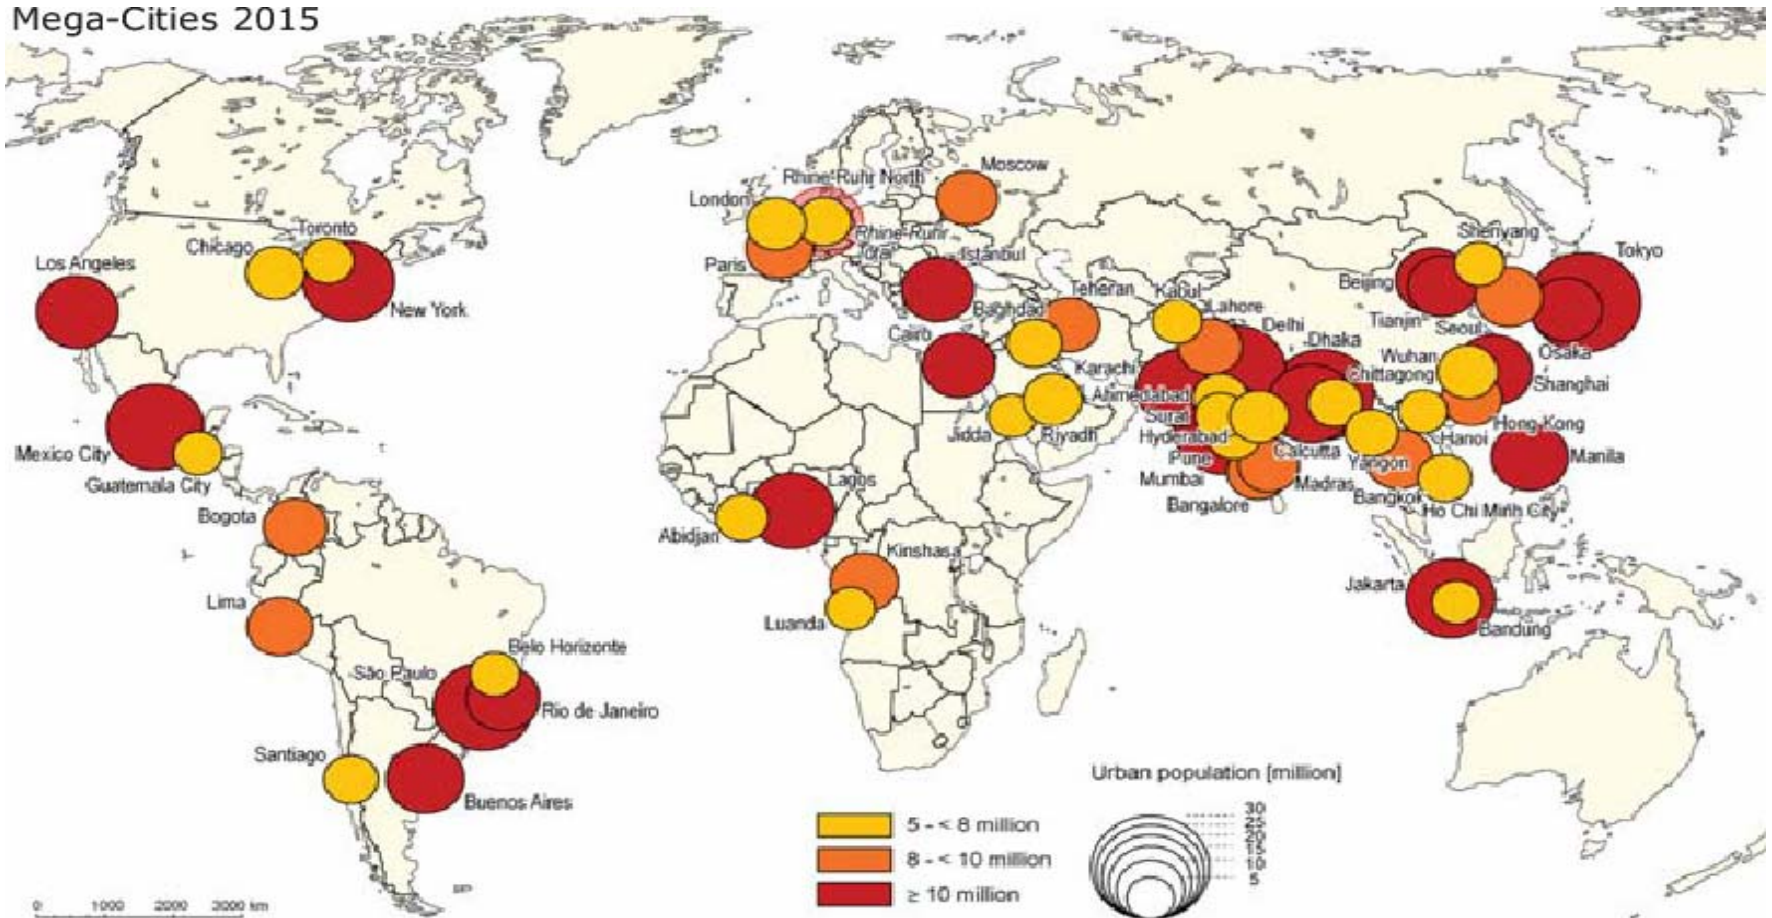 Mega-Cities 2015
Moscow
Rhine-Ruhr North
London
Rhine-Ruhr
Total
Paris
Istanbul
Toronto
Chicago
Los Angeles
New York
Shenyang
Tokyo
Beijing
Tianjin
Seoul
Osaka
Teheran
Kabul
Baghdad
Lahore
Cairo
Delhi
Dhaka
Wuhan
Karachi
Chittagong
Shanghai
Ahmedabad
Surat
Jidda
Riyadh
Hyderabad
Hong Kong
Hanoi
Pune
Calcutta
Yangon
Manila
Mumbai
Madras
Bangkok
Bangalore
Ho Chi Minh City
Mexico City
Guatemala City
Bogota
Lagos
Abidjan
Kinshasa
Luanda
Lima
Jakarta
Bandung
Belo Horizonte
São Paulo
Rio de Janeiro
Santiago
Buenos Aires
Urban population [million]
30
25
20
15
10
5
5 - < 8 million
8 - < 10 million
≥ 10 million
0 1000 2000 3000 km